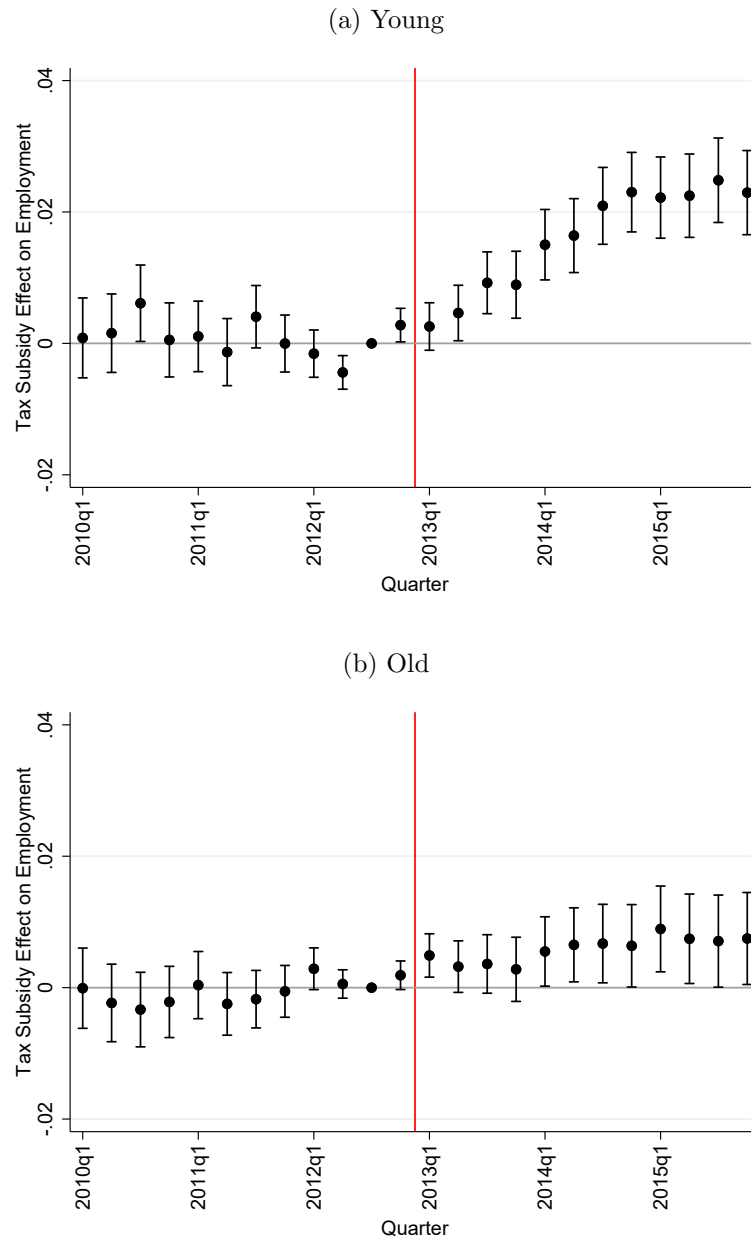 (a) Young
Tax Subsidy Effect on Employment
.04
.02
0
-.02
2010q1
2011q1
2012q1
2013q1
2014q1
2015q1
Quarter
(b) Old
Tax Subsidy Effect on Employment
.04
.02
0
-.02
2010q1
2011q1
2012q1
2013q1
2014q1
2015q1
Quarter